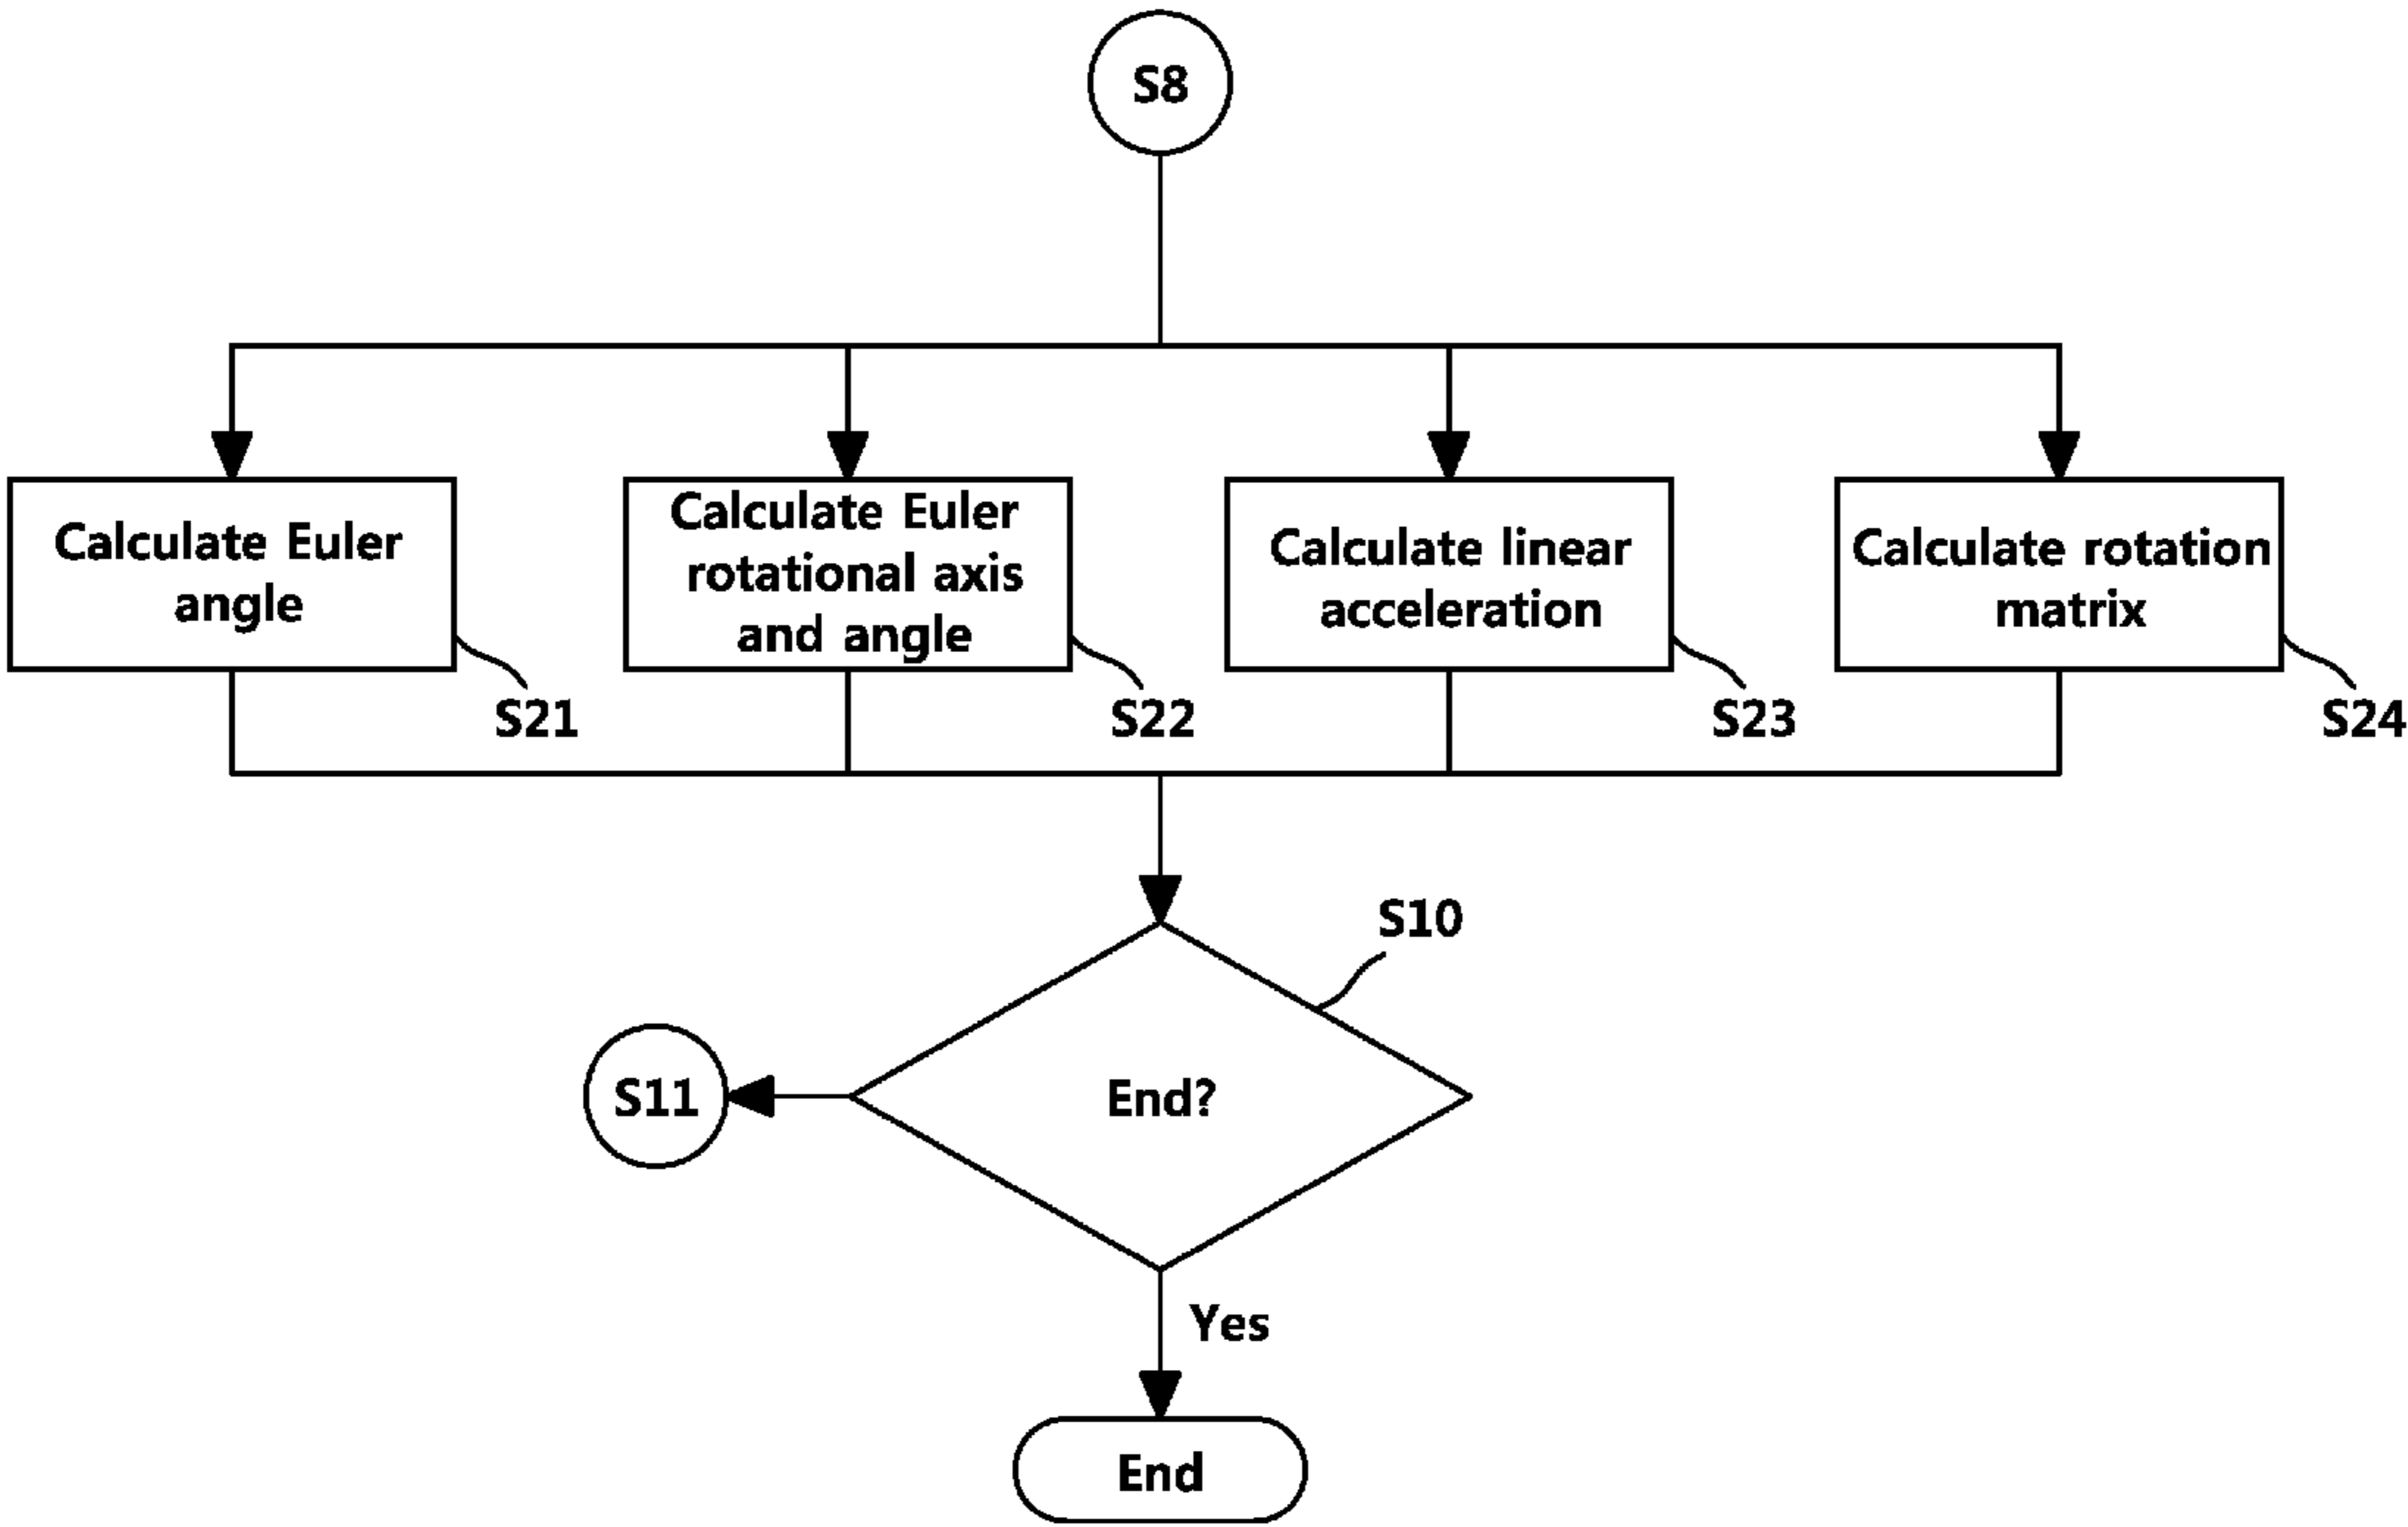 S8
Calculate Euler
angle
S21
Calculate Euler
rotational axis
and angle
S22
Calculate linear
acceleration
S23
Calculate rotation
matrix
S24
S10
End?
S11
Yes
End